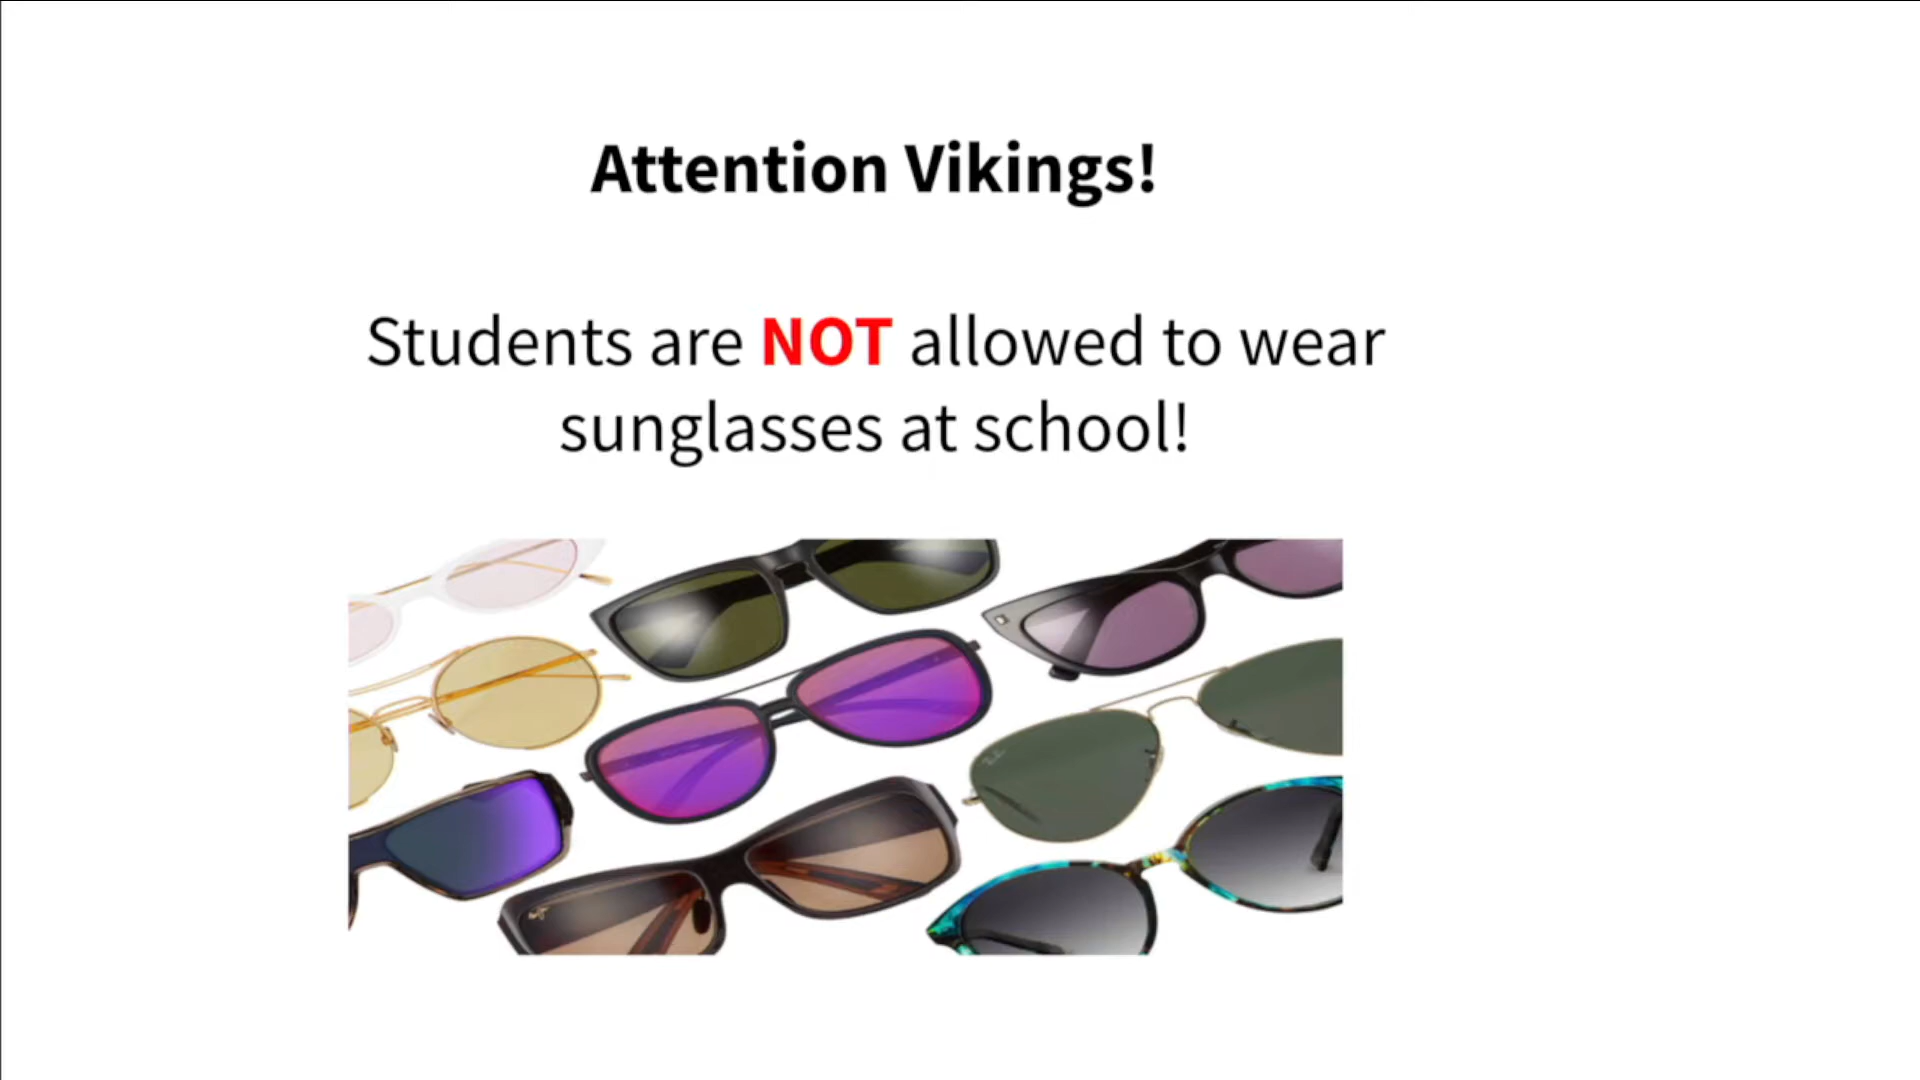 Attention Vikings!
Students are NOT allowed to wear
sunglasses at school!